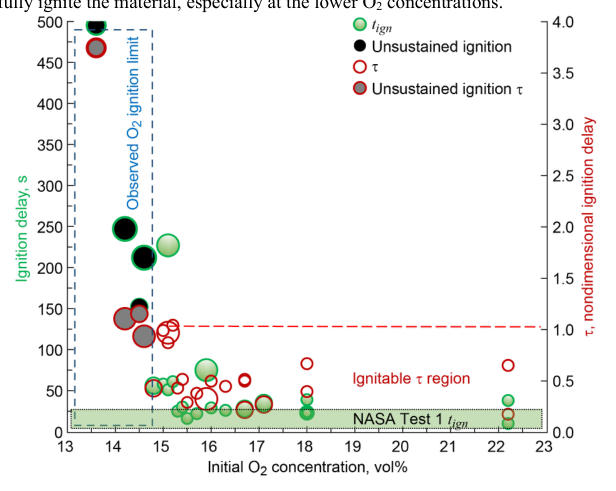 fully ignite the material, especially at the lower O2 concentrations.
500
450
400
350
300
250
200
150
100
50
0
Ignition delay, s
Observed O2 ignition limit
tign
Unsustained ignition
τ
Unsustained ignition τ
4.0
3.5
3.0
2.5
2.0
1.5
1.0
0.5
0.0
τ, nondimensional ignition delay
Ignitable τ region
NASA Test 1 tign
13 14 15 16 17 18 19 20 21 22 23
Initial O2 concentration, vol%